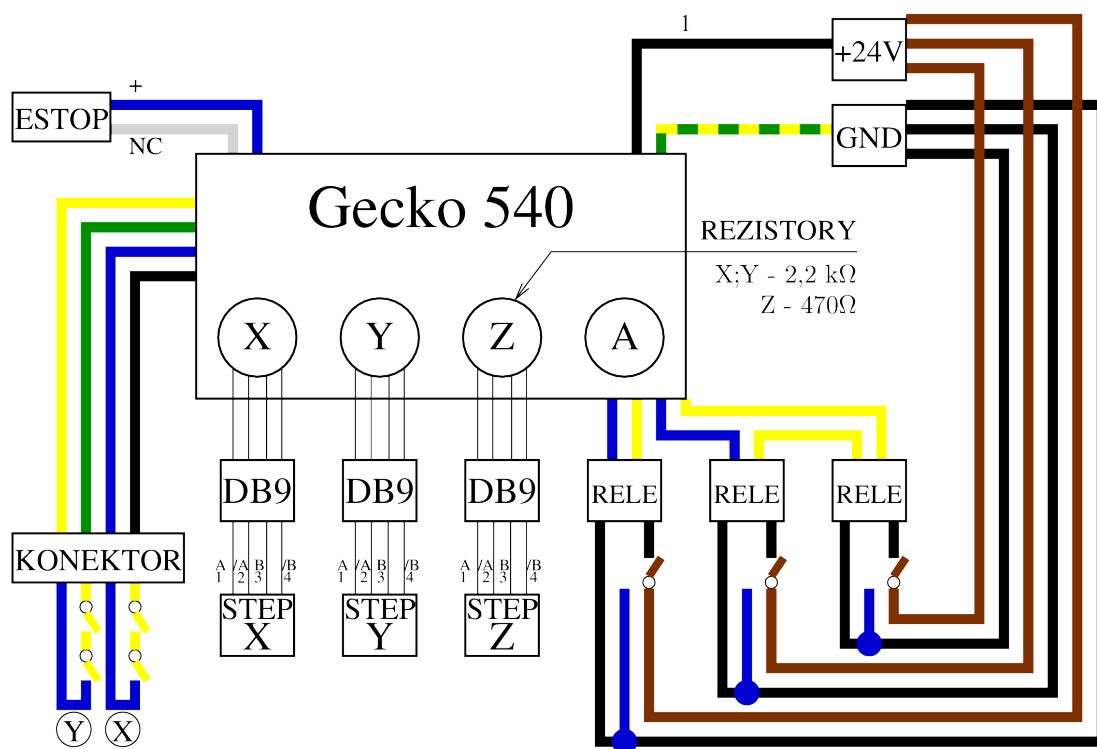 l
+24V
+
ESTOP
NC
GND
Gecko 540
REZISTORY
X;Y - 2,2 kΩ
Z - 470Ω
X Y Z A
DB9 DB9 DB9 RELE RELE RELE
KONEKTOR
A /A B /B A /A B /B A /A B /B
1 2 3 4 1 2 3 4 1 2 3 4
STEP STEP STEP
X Y Z
Y X